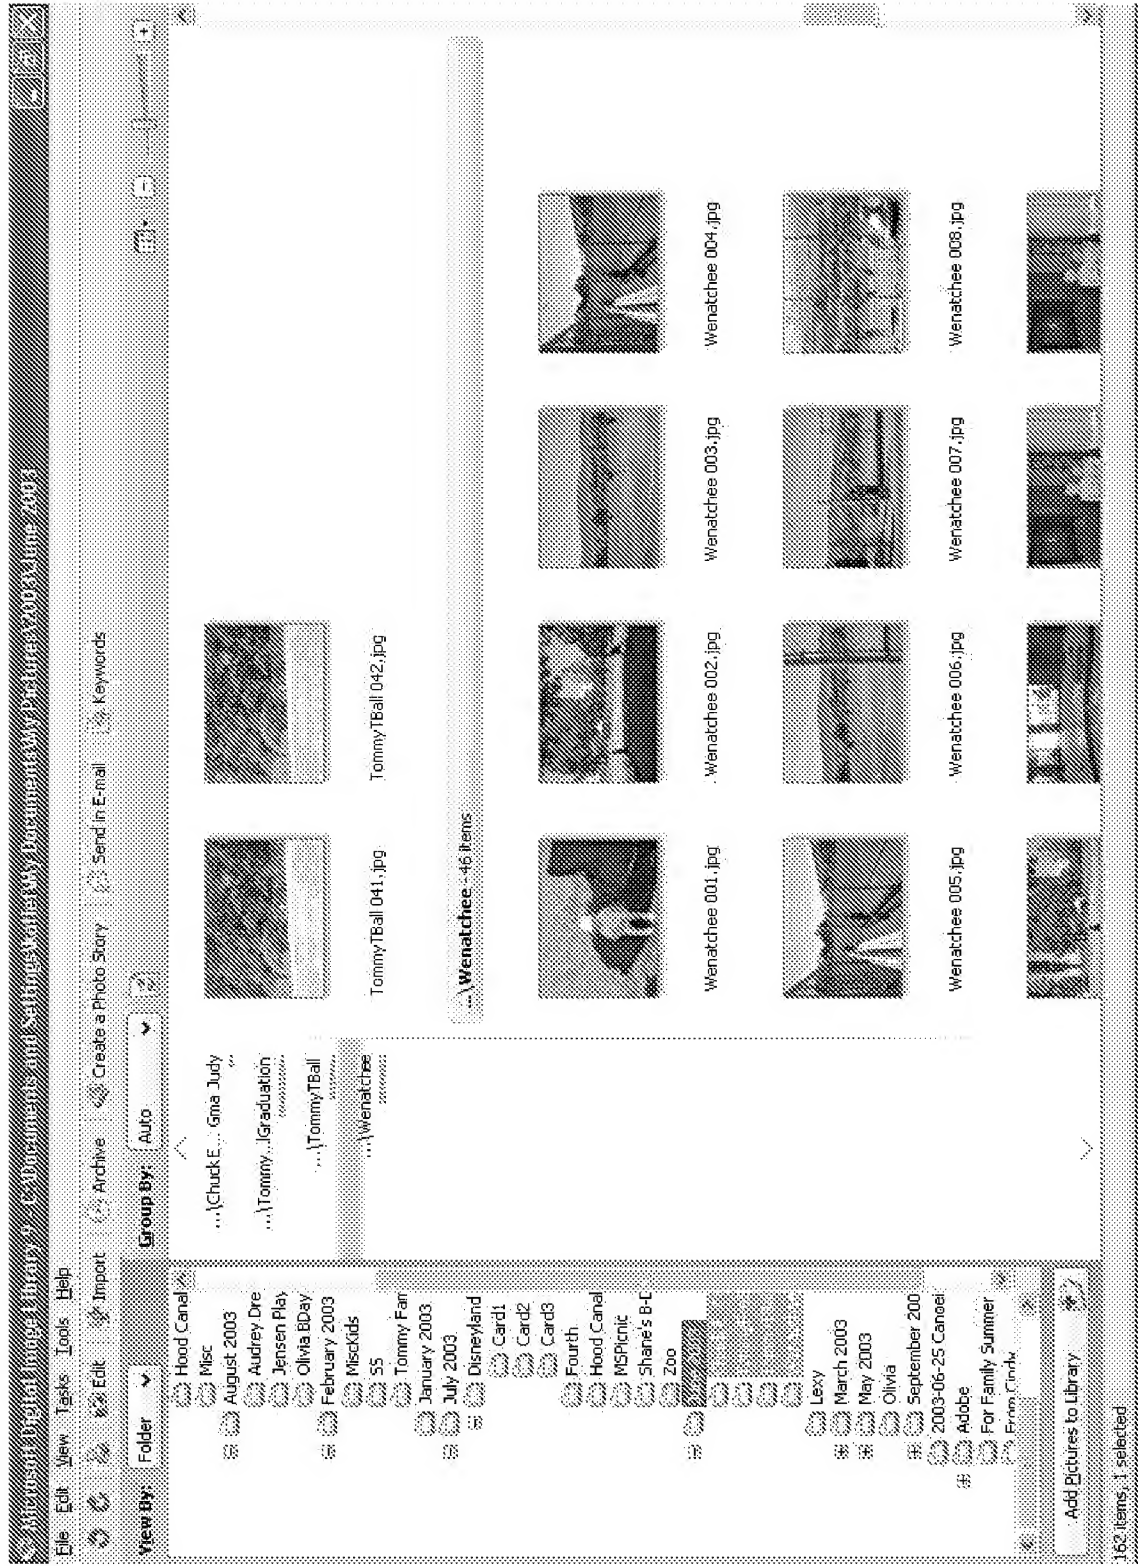 Microsoft Digital Image Library 9 - C:\Documents and Settings\ \My Documents\My Pictures\2003\June 2003
File Edit View Tasks Tools Help
Edit Import Archive Create a Photo Story Send in E-mail Keywords
View By: Folder Group By: Auto
Hood Canal
Misc
August 2003
Audrey Dre
Jensen Play
Olivia BDay
February 2003
MiscKids
SS
Tommy Fam
January 2003
July 2003
Disneyland
Card1
Card2
Card3
Fourth
Hood Canal
MSPicnic
Shane's B-D
Zoo
Lexy
March 2003
May 2003
Olivia
September 200
2003-06-25 Canoei
Adobe
For Family Summer
From Cindy
Add Pictures to Library
162 items, 1 selected
...\ChuckE... Gma Judy
...\Tommy...lGraduation
...\TommyTBall
...\Wenatchee
TommyTBall 041.jpg TommyTBall 042.jpg
...\Wenatchee - 46 items
Wenatchee 001.jpg Wenatchee 002.jpg Wenatchee 003.jpg Wenatchee 004.jpg
Wenatchee 005.jpg Wenatchee 006.jpg Wenatchee 007.jpg Wenatchee 008.jpg